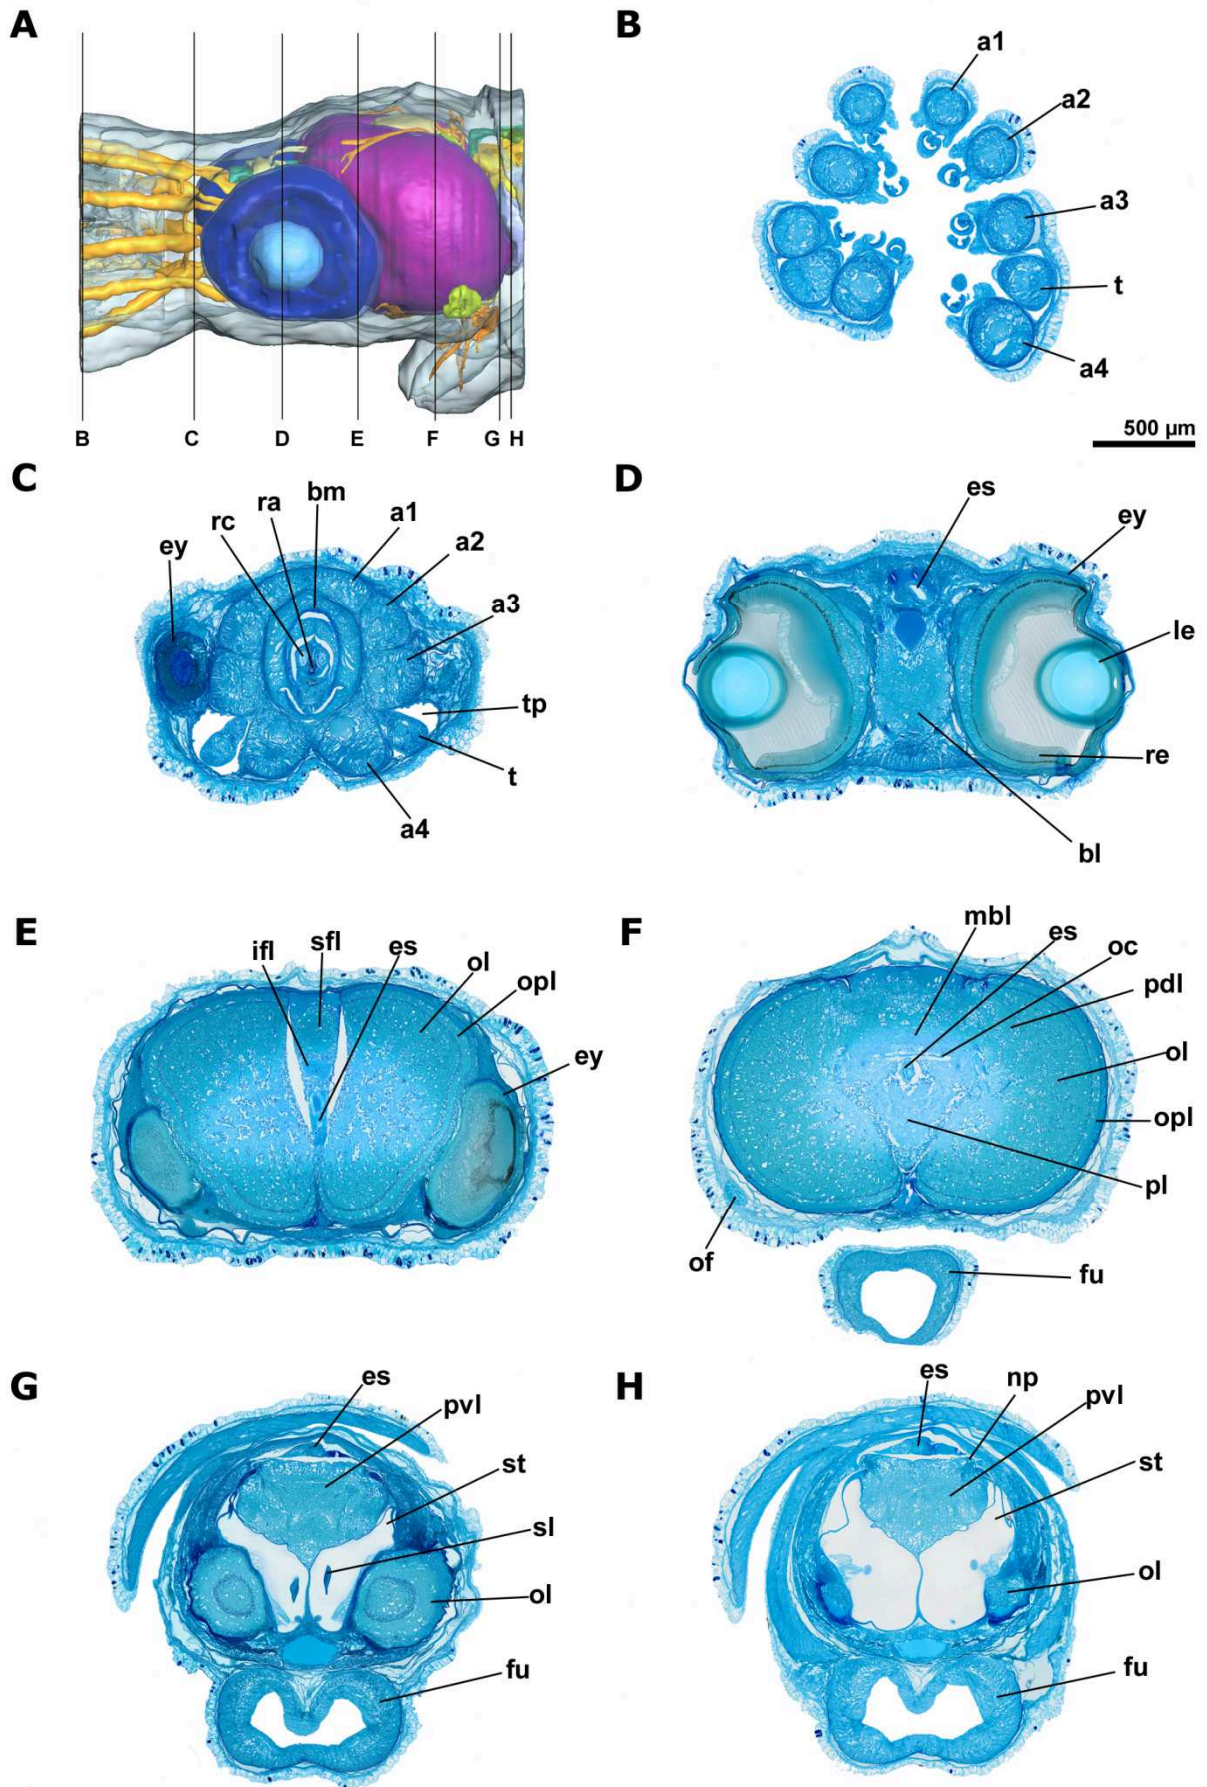 A
B C D E F G H
B
a1
a2
a3
t
a4
500 µm
C
ey
rc
ra
bm
a1
a2
a3
tp
t
a4
D
es
ey
le
re
bl
E
ifl
sfl
es
ol
opl
ey
F
mbl
es
oc
pdl
ol
opl
pl
of
fu
G
es
pvl
st
sl
ol
fu
H
es
np
pvl
st
ol
fu